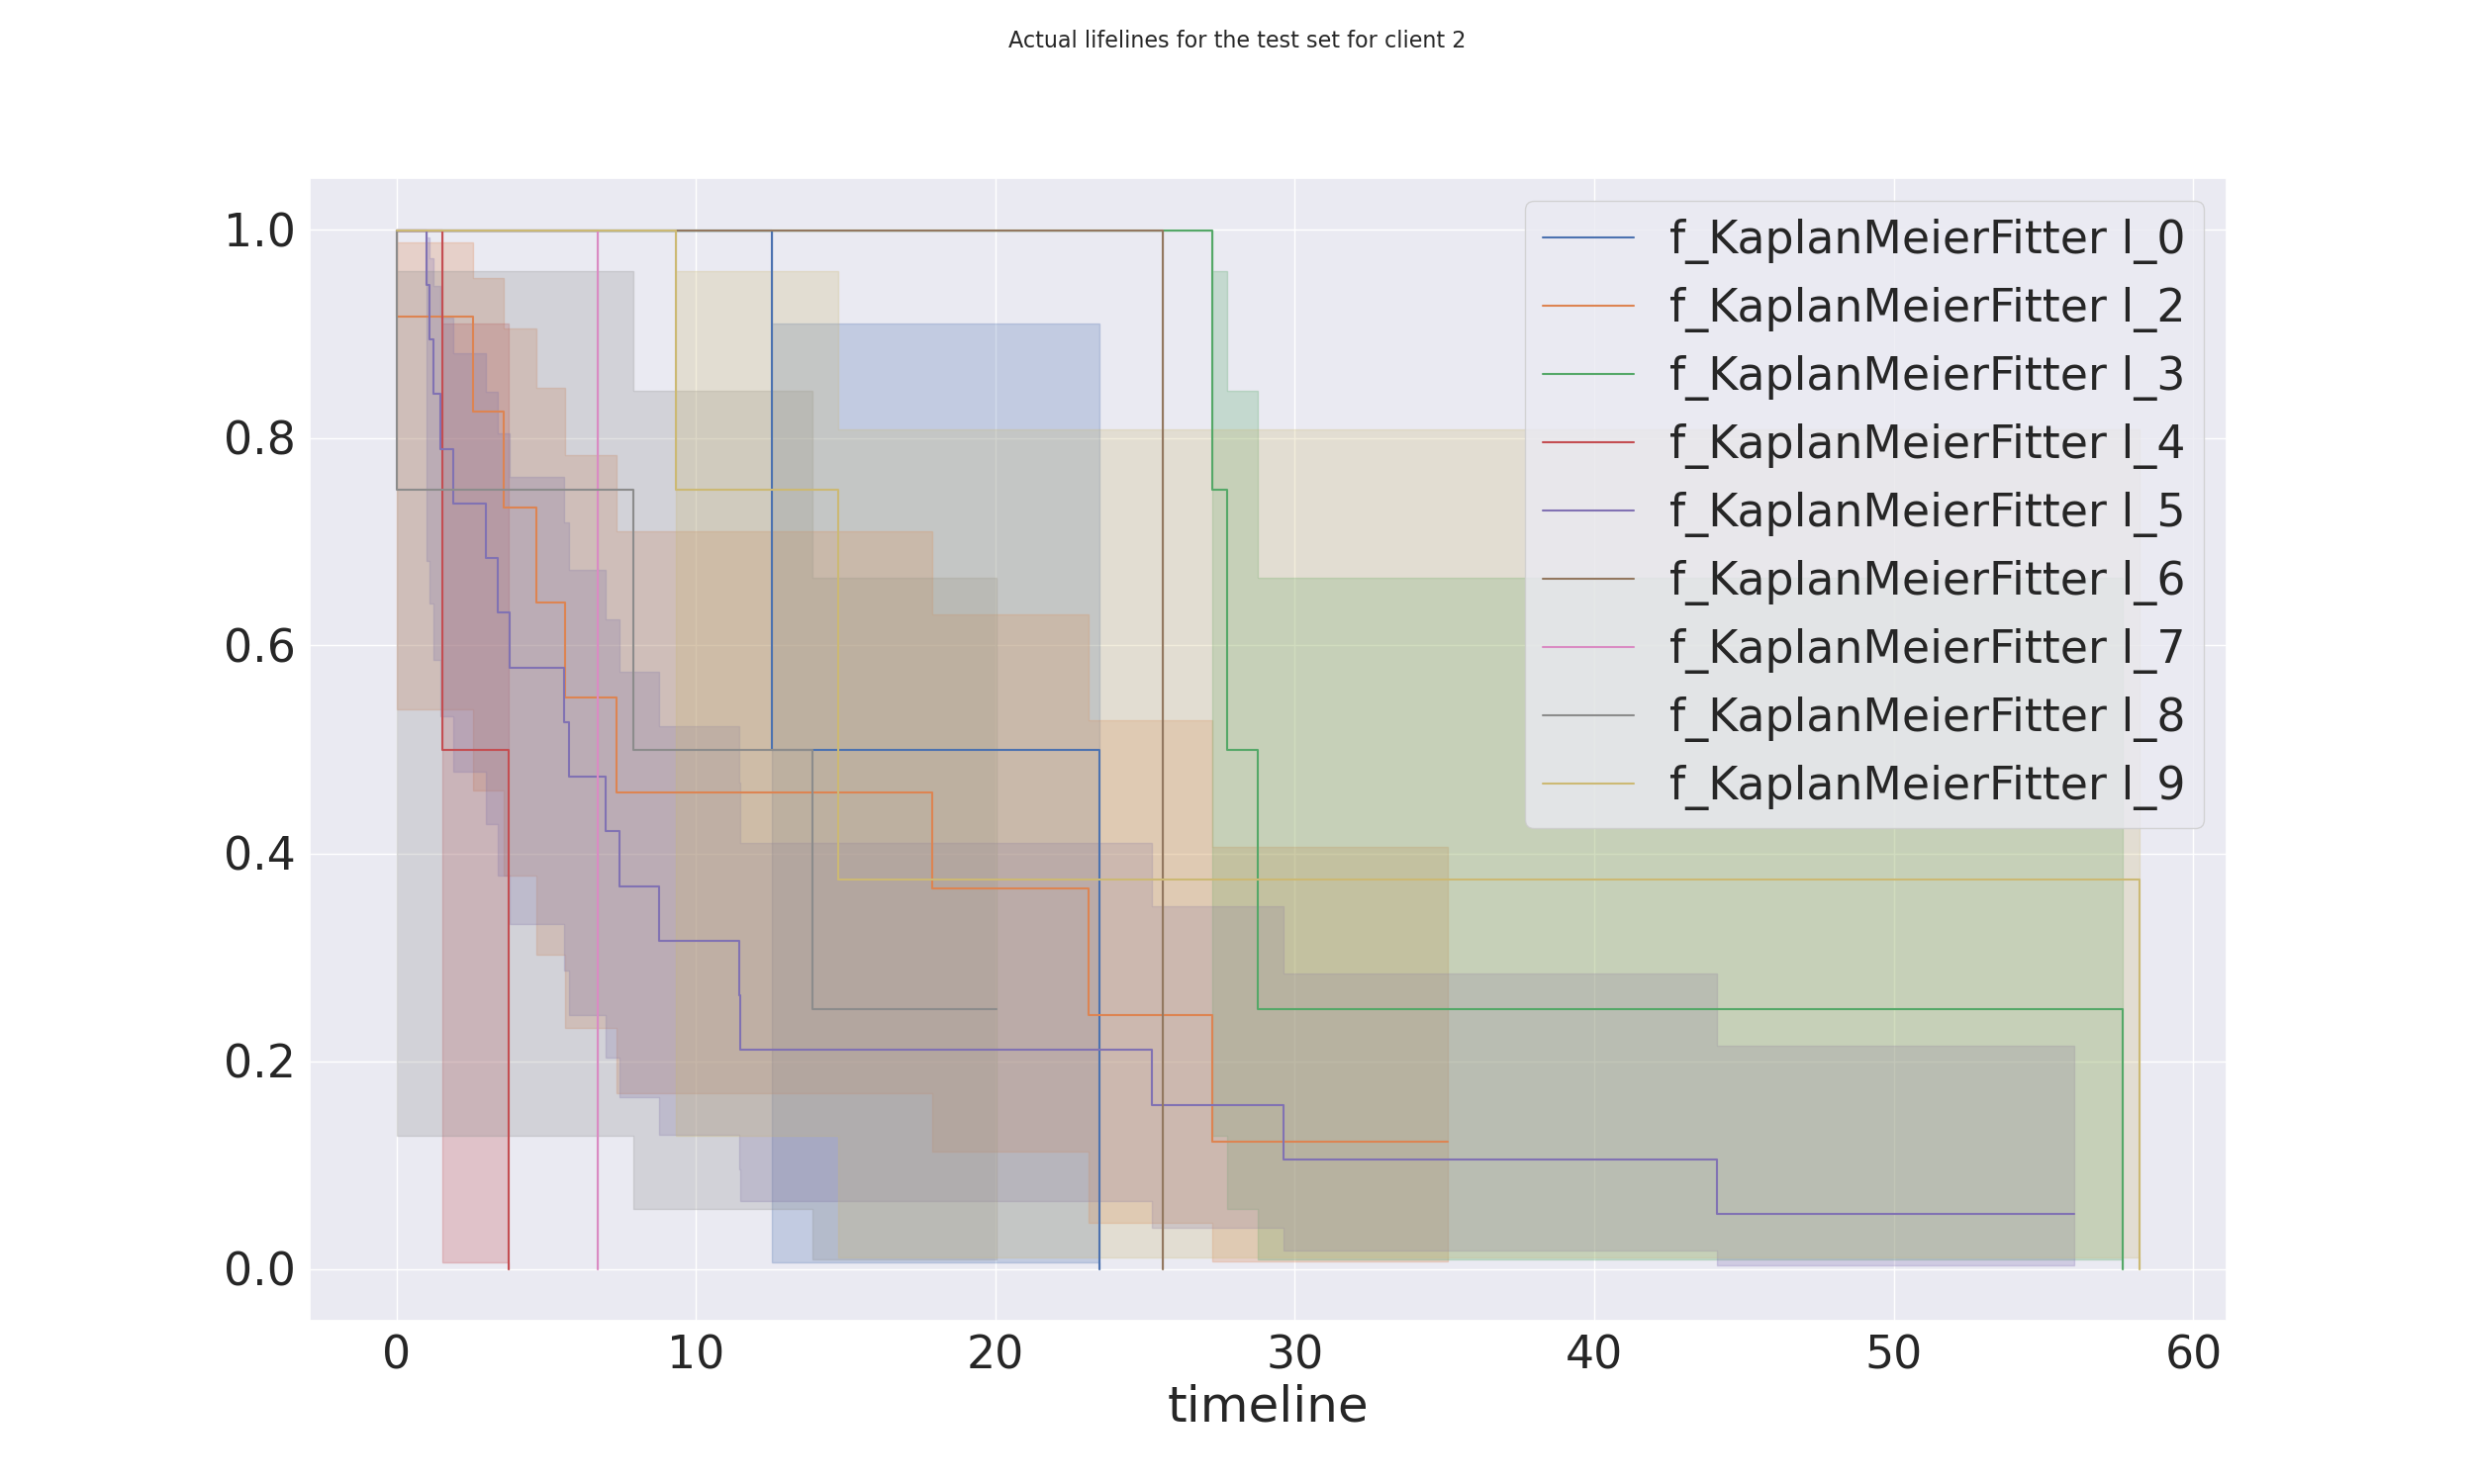 Actual lifelines for the test set for client 2
1.0
0.8
0.6
0.4
0.2
0.0
f_KaplanMeierFitter l_0
f_KaplanMeierFitter l_2
f_KaplanMeierFitter l_3
f_KaplanMeierFitter l_4
f_KaplanMeierFitter l_5
f_KaplanMeierFitter l_6
f_KaplanMeierFitter l_7
f_KaplanMeierFitter l_8
f_KaplanMeierFitter l_9
0 10 20 30 40 50 60
timeline